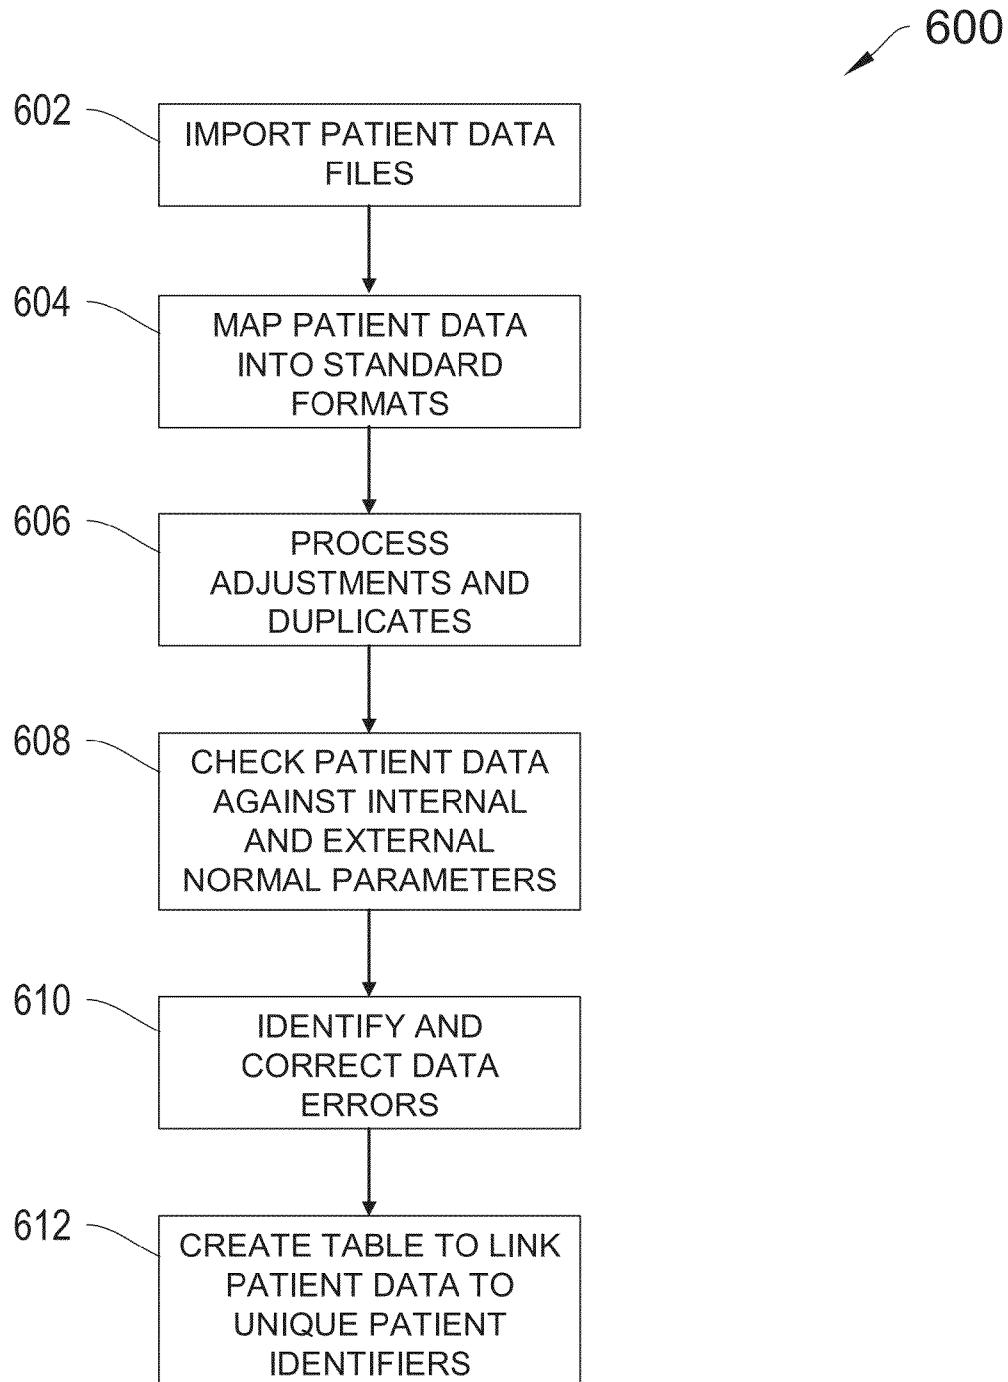 600
602
IMPORT PATIENT DATA
FILES
604
MAP PATIENT DATA
INTO STANDARD
FORMATS
606
PROCESS
ADJUSTMENTS AND
DUPLICATES
608
CHECK PATIENT DATA
AGAINST INTERNAL
AND EXTERNAL
NORMAL PARAMETERS
610
IDENTIFY AND
CORRECT DATA
ERRORS
612
CREATE TABLE TO LINK
PATIENT DATA TO
UNIQUE PATIENT
IDENTIFIERS